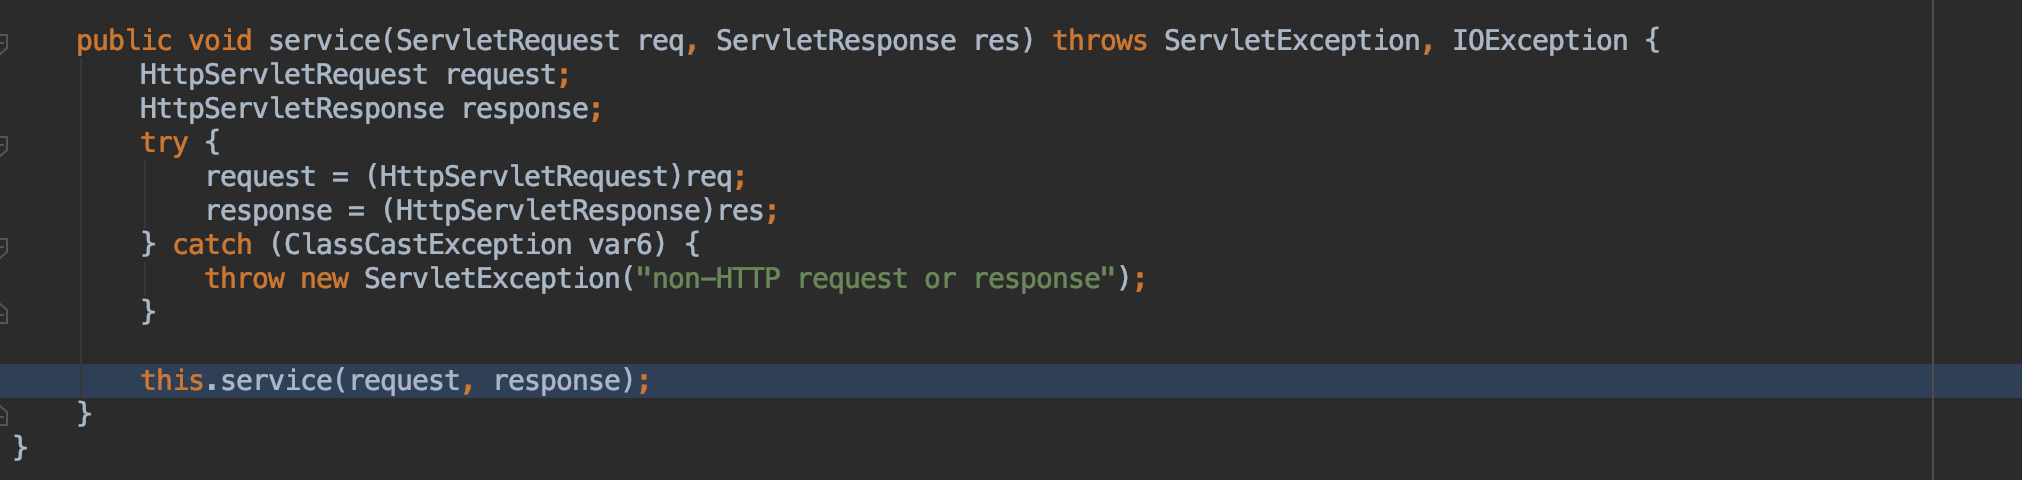 public void service(ServletRequest req, ServletResponse res) throws ServletException, IOException {
HttpServletRequest request;
HttpServletResponse response;
try {
request = (HttpServletRequest)req;
response = (HttpServletResponse)res;
} catch (ClassCastException var6) {
throw new ServletException("non-HTTP request or response");
}
this.service(request, response);
}
}